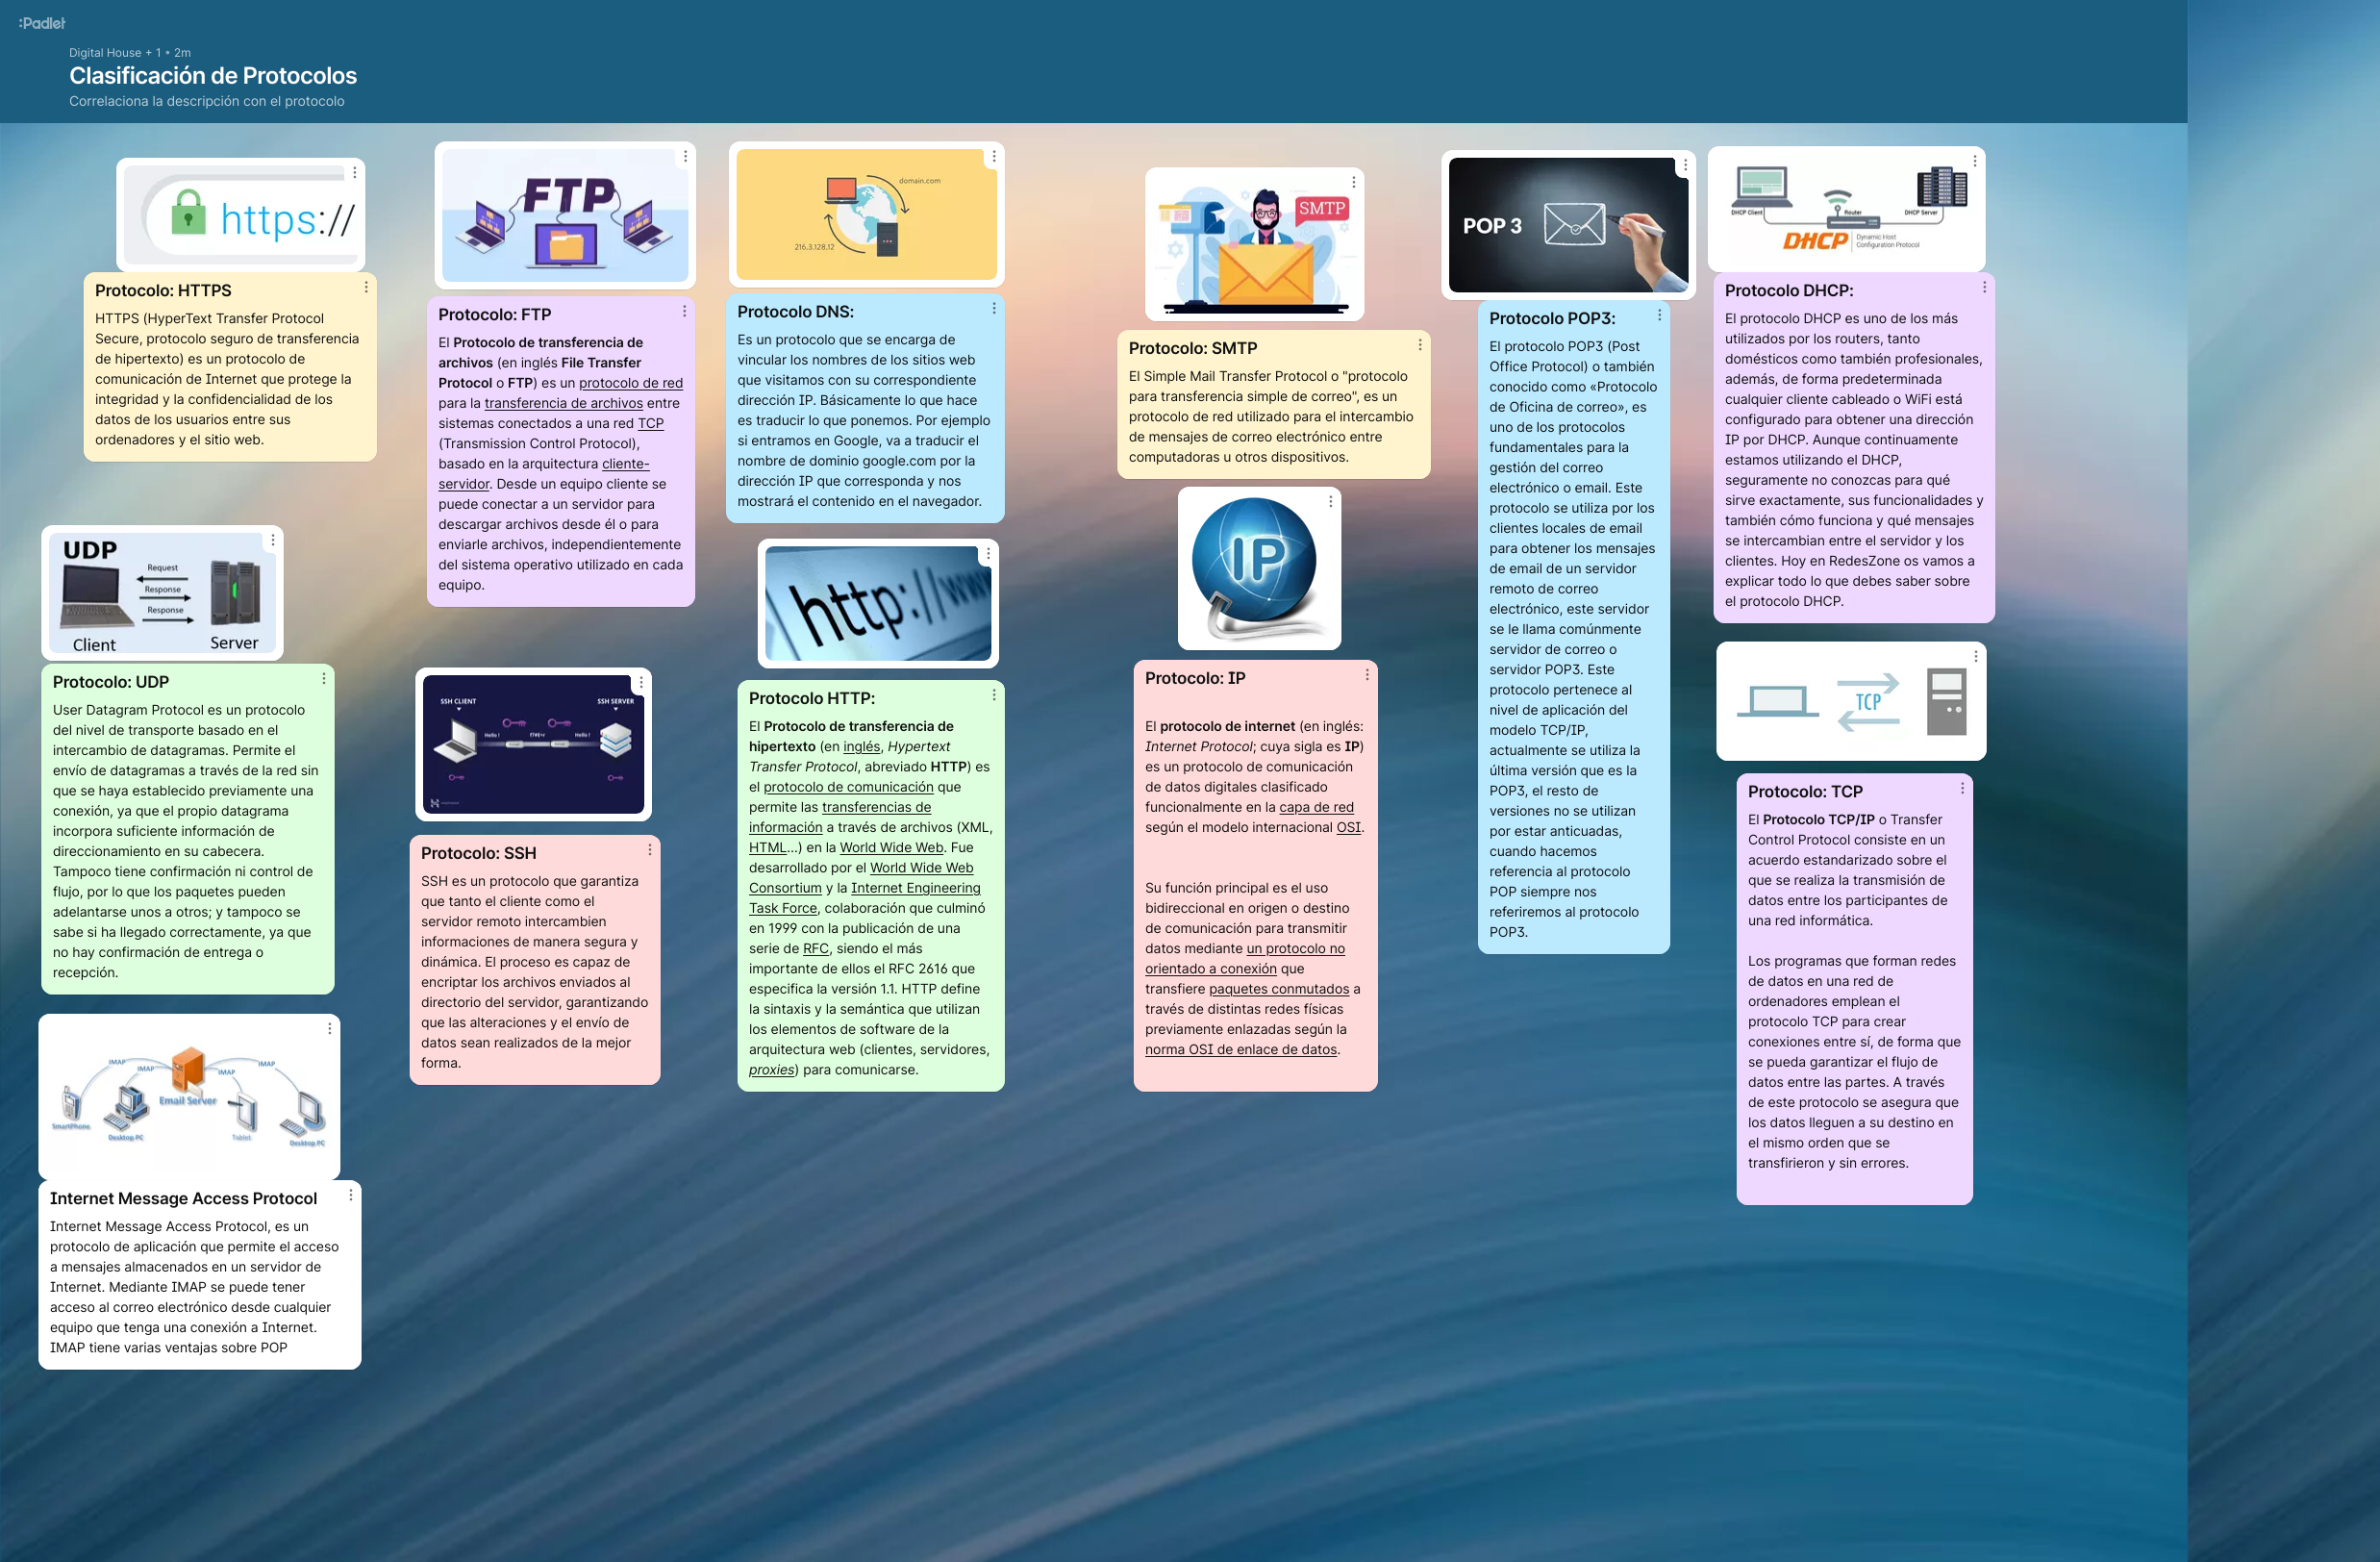 :Padlet
Digital House + 1 • 2m
Clasificación de Protocolos
Correlaciona la descripción con el protocolo
https://
Protocolo: HTTPS
HTTPS (HyperText Transfer Protocol
Secure, protocolo seguro de transferencia
de hipertexto) es un protocolo de
comunicación de Internet que protege la
integridad y la confidencialidad de los
datos de los usuarios entre sus
ordenadores y el sitio web.
UDP
Request
Response
Response
Client
Server
Protocolo: UDP
User Datagram Protocol es un protocolo
del nivel de transporte basado en el
intercambio de datagramas. Permite el
envío de datagramas a través de la red sin
que se haya establecido previamente una
conexión, ya que el propio datagrama
incorpora suficiente información de
direccionamiento en su cabecera.
Tampoco tiene confirmación ni control de
flujo, por lo que los paquetes pueden
adelantarse unos a otros; y tampoco se
sabe si ha llegado correctamente, ya que
no hay confirmación de entrega o
recepción.
IMAP
IMAP
IMAP
IMAP
Email Server
SmartPhone
Desktop PC
Tablet
Desktop PC
Internet Message Access Protocol
Internet Message Access Protocol, es un
protocolo de aplicación que permite el acceso
a mensajes almacenados en un servidor de
Internet. Mediante IMAP se puede tener
acceso al correo electrónico desde cualquier
equipo que tenga una conexión a Internet.
IMAP tiene varias ventajas sobre POP
FTP
Protocolo: FTP
El Protocolo de transferencia de
archivos (en inglés File Transfer
Protocol o FTP) es un protocolo de red
para la transferencia de archivos entre
sistemas conectados a una red TCP
(Transmission Control Protocol),
basado en la arquitectura cliente-
servidor. Desde un equipo cliente se
puede conectar a un servidor para
descargar archivos desde él o para
enviarle archivos, independientemente
del sistema operativo utilizado en cada
equipo.
SSH CLIENT
SSH SERVER
Hello !
Hello !
Protocolo: SSH
SSH es un protocolo que garantiza
que tanto el cliente como el
servidor remoto intercambien
informaciones de manera segura y
dinámica. El proceso es capaz de
encriptar los archivos enviados al
directorio del servidor, garantizando
que las alteraciones y el envío de
datos sean realizados de la mejor
forma.
domain.com
216.3.128.12
Protocolo DNS:
Es un protocolo que se encarga de
vincular los nombres de los sitios web
que visitamos con su correspondiente
dirección IP. Básicamente lo que hace
es traducir lo que ponemos. Por ejemplo
si entramos en Google, va a traducir el
nombre de dominio google.com por la
dirección IP que corresponda y nos
mostrará el contenido en el navegador.
http://www
Protocolo HTTP:
El Protocolo de transferencia de
hipertexto (en inglés, Hypertext
Transfer Protocol, abreviado HTTP) es
el protocolo de comunicación que
permite las transferencias de
información a través de archivos (XML,
HTML...) en la World Wide Web. Fue
desarrollado por el World Wide Web
Consortium y la Internet Engineering
Task Force, colaboración que culminó
en 1999 con la publicación de una
serie de RFC, siendo el más
importante de ellos el RFC 2616 que
especifica la versión 1.1. HTTP define
la sintaxis y la semántica que utilizan
los elementos de software de la
arquitectura web (clientes, servidores,
proxies) para comunicarse.
SMTP
Protocolo: SMTP
El Simple Mail Transfer Protocol o "protocolo
para transferencia simple de correo", es un
protocolo de red utilizado para el intercambio
de mensajes de correo electrónico entre
computadoras u otros dispositivos.
IP
Protocolo: IP
El protocolo de internet (en inglés:
Internet Protocol; cuya sigla es IP)
es un protocolo de comunicación
de datos digitales clasificado
funcionalmente en la capa de red
según el modelo internacional OSI.
Su función principal es el uso
bidireccional en origen o destino
de comunicación para transmitir
datos mediante un protocolo no
orientado a conexión que
transfiere paquetes conmutados a
través de distintas redes físicas
previamente enlazadas según la
norma OSI de enlace de datos.
POP 3
Protocolo POP3:
El protocolo POP3 (Post
Office Protocol) o también
conocido como «Protocolo
de Oficina de correo», es
uno de los protocolos
fundamentales para la
gestión del correo
electrónico o email. Este
protocolo se utiliza por los
clientes locales de email
para obtener los mensajes
de email de un servidor
remoto de correo
electrónico, este servidor
se le llama comúnmente
servidor de correo o
servidor POP3. Este
protocolo pertenece al
nivel de aplicación del
modelo TCP/IP,
actualmente se utiliza la
última versión que es la
POP3, el resto de
versiones no se utilizan
por estar anticuadas,
cuando hacemos
referencia al protocolo
POP siempre nos
referiremos al protocolo
POP3.
DHCP Client
Router
DHCP Server
DHCP
Dynamic Host
Configuration Protocol
Protocolo DHCP:
El protocolo DHCP es uno de los más
utilizados por los routers, tanto
domésticos como también profesionales,
además, de forma predeterminada
cualquier cliente cableado o WiFi está
configurado para obtener una dirección
IP por DHCP. Aunque continuamente
estamos utilizando el DHCP,
seguramente no conozcas para qué
sirve exactamente, sus funcionalidades y
también cómo funciona y qué mensajes
se intercambian entre el servidor y los
clientes. Hoy en RedesZone os vamos a
explicar todo lo que debes saber sobre
el protocolo DHCP.
TCP
Protocolo: TCP
El Protocolo TCP/IP o Transfer
Control Protocol consiste en un
acuerdo estandarizado sobre el
que se realiza la transmisión de
datos entre los participantes de
una red informática.
Los programas que forman redes
de datos en una red de
ordenadores emplean el
protocolo TCP para crear
conexiones entre sí, de forma que
se pueda garantizar el flujo de
datos entre las partes. A través
de este protocolo se asegura que
los datos lleguen a su destino en
el mismo orden que se
transfirieron y sin errores.